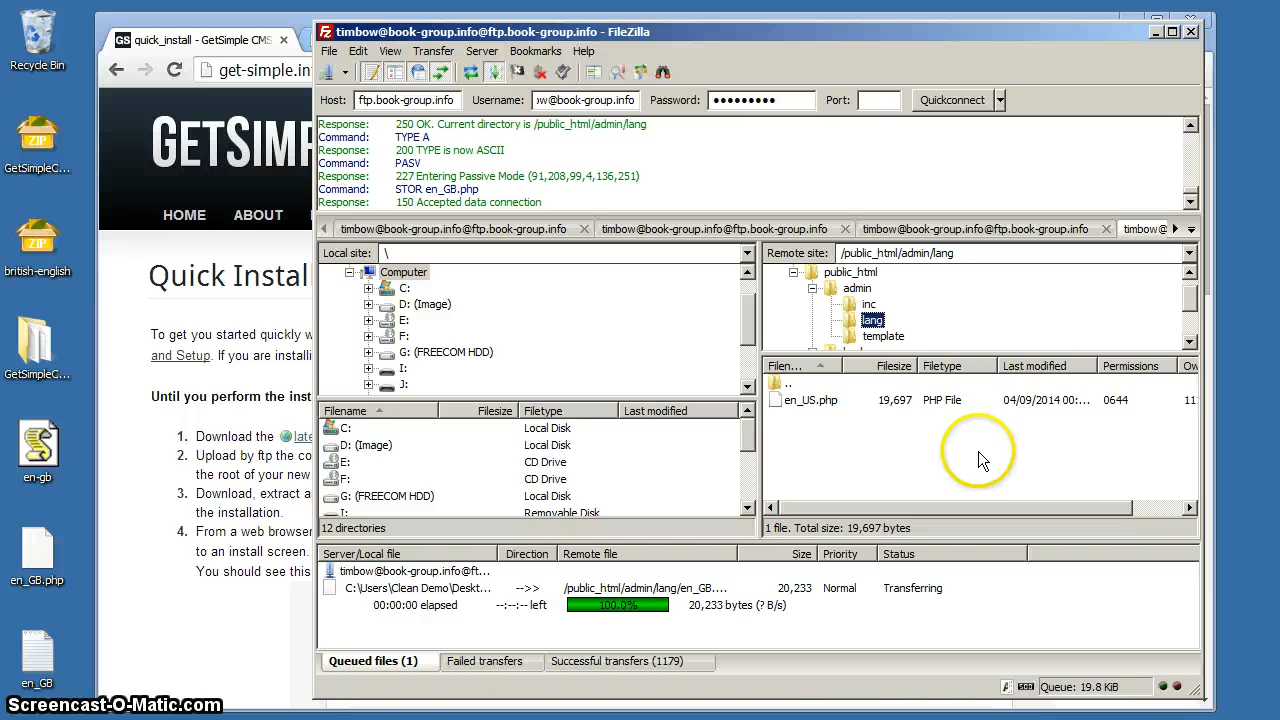 timbow@book-group.info@ftp.book-group.info - FileZilla
File Edit View Transfer Server Bookmarks Help
Host: ftp.book-group.info Username: ow@book-group.info Password: ●●●●●●●●● Port: Quickconnect
Response: 250 OK. Current directory is /public_html/admin/lang
Command: TYPE A
Response: 200 TYPE is now ASCII
Command: PASV
Response: 227 Entering Passive Mode (91,208,99,4,136,251)
Command: STOR en_GB.php
Response: 150 Accepted data connection
timbow@book-group.info@ftp.book-group.info timbow@book-group.info@ftp.book-group.info timbow@book-group.info@ftp.book-group.info timbow@
Local site: \
Computer
C:
D: (Image)
E:
F:
G: (FREECOM HDD)
I:
J:
Filename Filesize Filetype Last modified
C: Local Disk
D: (Image) Local Disk
E: CD Drive
F: CD Drive
G: (FREECOM HDD) Local Disk
I: Removable Disk
12 directories
Remote site: /public_html/admin/lang
public_html
admin
inc
lang
template
Filen... Filesize Filetype Last modified Permissions Ow
..
en_US.php 19,697 PHP File 04/09/2014 00:... 0644 11
1 file. Total size: 19,697 bytes
Server/Local file Direction Remote file Size Priority Status
timbow@book-group.info@ft...
C:\Users\Clean Demo\Deskt... -->> /public_html/admin/lang/en_GB.... 20,233 Normal Transferring
00:00:00 elapsed --:--:-- left 100.0% 20,233 bytes (? B/s)
Queued files (1) Failed transfers Successful transfers (1179)
Queue: 19.8 KiB
GS quick_install - GetSimple CMS
get-simple.in
GETSIMP
HOME ABOUT
Quick Install
To get you started quickly w
and Setup. If you are installi
Until you perform the inst
1. Download the late
2. Upload by ftp the co
the root of your new
3. Download, extract a
the installation.
4. From a web browser
to an install screen.
You should see this
Recycle Bin
GetSimpleC...
british-english
GetSimpleC...
en-gb
en_GB.php
en_GB
Screencast-O-Matic.com